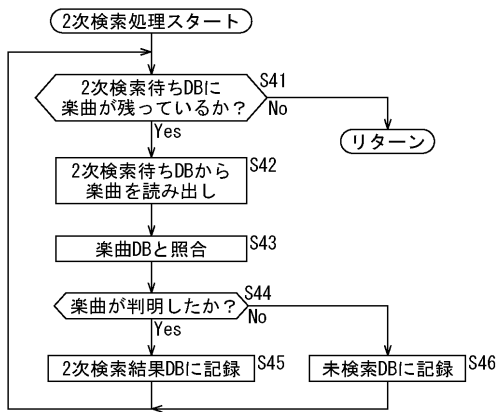 2次検索処理スタート
2次検索待ちDBに
楽曲が残っているか?
S41
No
Yes
リターン
2次検索待ちDBから
楽曲を読み出し
S42
楽曲DBと照合
S43
楽曲が判明したか?
S44
No
Yes
2次検索結果DBに記録
S45
未検索DBに記録
S46